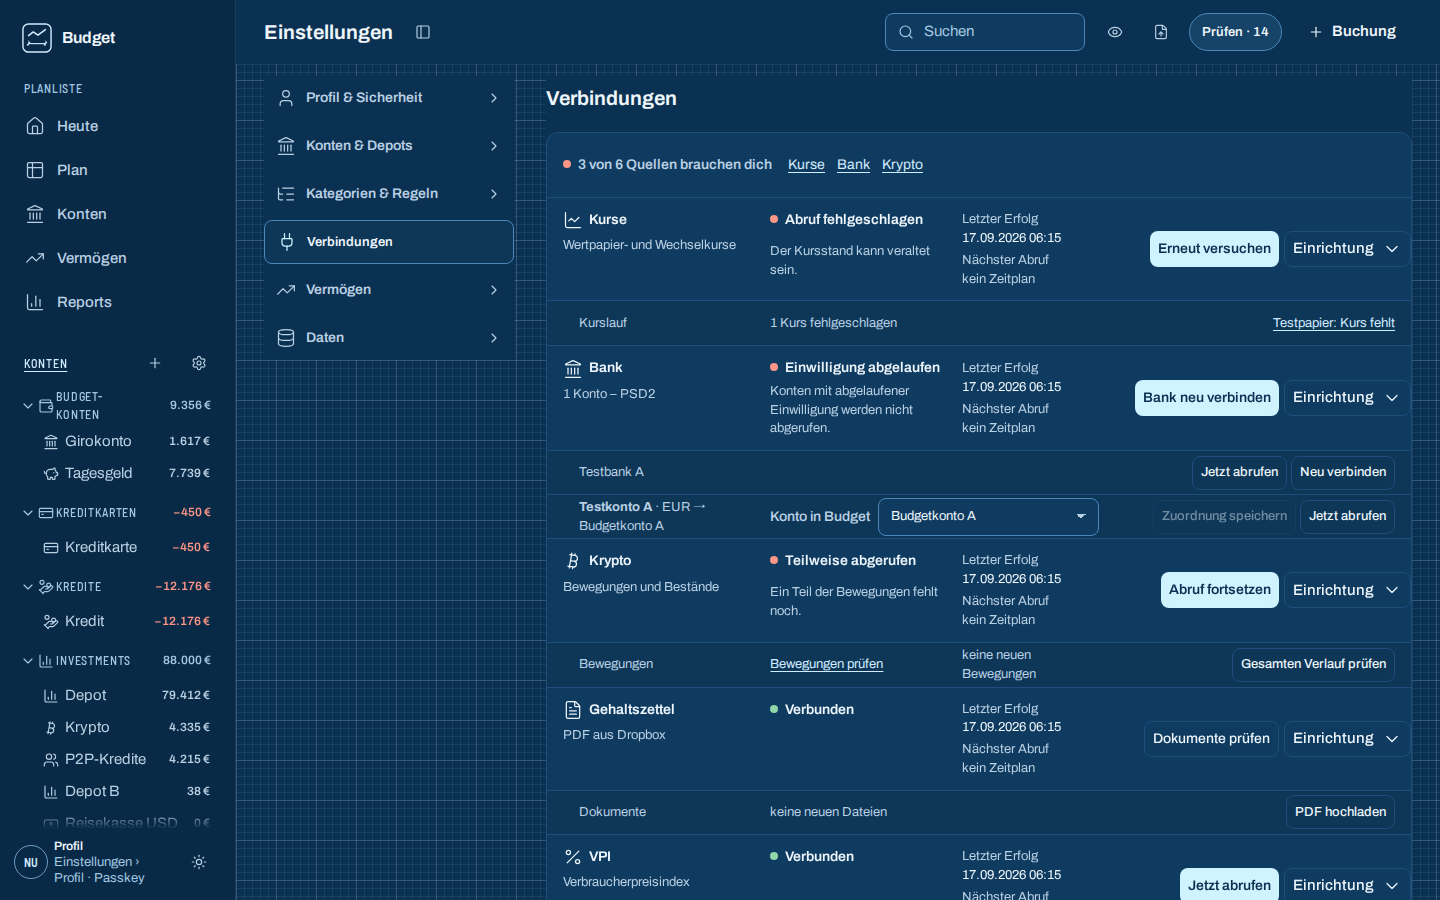 Budget
PLANLISTE
Heute
Plan
Konten
Vermögen
Reports
KONTEN
BUDGET-
KONTEN
9.356 €
Girokonto 1.617 €
Tagesgeld 7.739 €
KREDITKARTEN −450 €
Kreditkarte −450 €
KREDITE −12.176 €
Kredit −12.176 €
INVESTMENTS 88.000 €
Depot 79.412 €
Krypto 4.335 €
P2P-Kredite 4.215 €
Depot B 38 €
Reisekasse USD 0 €
NU
Profil
Einstellungen ›
Profil · Passkey
Einstellungen
Suchen
Prüfen · 14
Buchung
Profil & Sicherheit
Konten & Depots
Kategorien & Regeln
Verbindungen
Vermögen
Daten
Verbindungen
3 von 6 Quellen brauchen dich Kurse Bank Krypto
Kurse
Wertpapier- und Wechselkurse
Abruf fehlgeschlagen
Der Kursstand kann veraltet
sein.
Letzter Erfolg
17.09.2026 06:15
Nächster Abruf
kein Zeitplan
Erneut versuchen
Einrichtung
Kurslauf
1 Kurs fehlgeschlagen
Testpapier: Kurs fehlt
Bank
1 Konto – PSD2
Einwilligung abgelaufen
Konten mit abgelaufener
Einwilligung werden nicht
abgerufen.
Letzter Erfolg
17.09.2026 06:15
Nächster Abruf
kein Zeitplan
Bank neu verbinden
Einrichtung
Testbank A
Jetzt abrufen
Neu verbinden
Testkonto A · EUR →
Budgetkonto A
Konto in Budget
Budgetkonto A
Zuordnung speichern
Jetzt abrufen
Krypto
Bewegungen und Bestände
Teilweise abgerufen
Ein Teil der Bewegungen fehlt
noch.
Letzter Erfolg
17.09.2026 06:15
Nächster Abruf
kein Zeitplan
Abruf fortsetzen
Einrichtung
Bewegungen
Bewegungen prüfen
keine neuen
Bewegungen
Gesamten Verlauf prüfen
Gehaltszettel
PDF aus Dropbox
Verbunden
Letzter Erfolg
17.09.2026 06:15
Nächster Abruf
kein Zeitplan
Dokumente prüfen
Einrichtung
Dokumente
keine neuen Dateien
PDF hochladen
VPI
Verbraucherpreisindex
Verbunden
Letzter Erfolg
17.09.2026 06:15
Nächster Abruf
Jetzt abrufen
Einrichtung